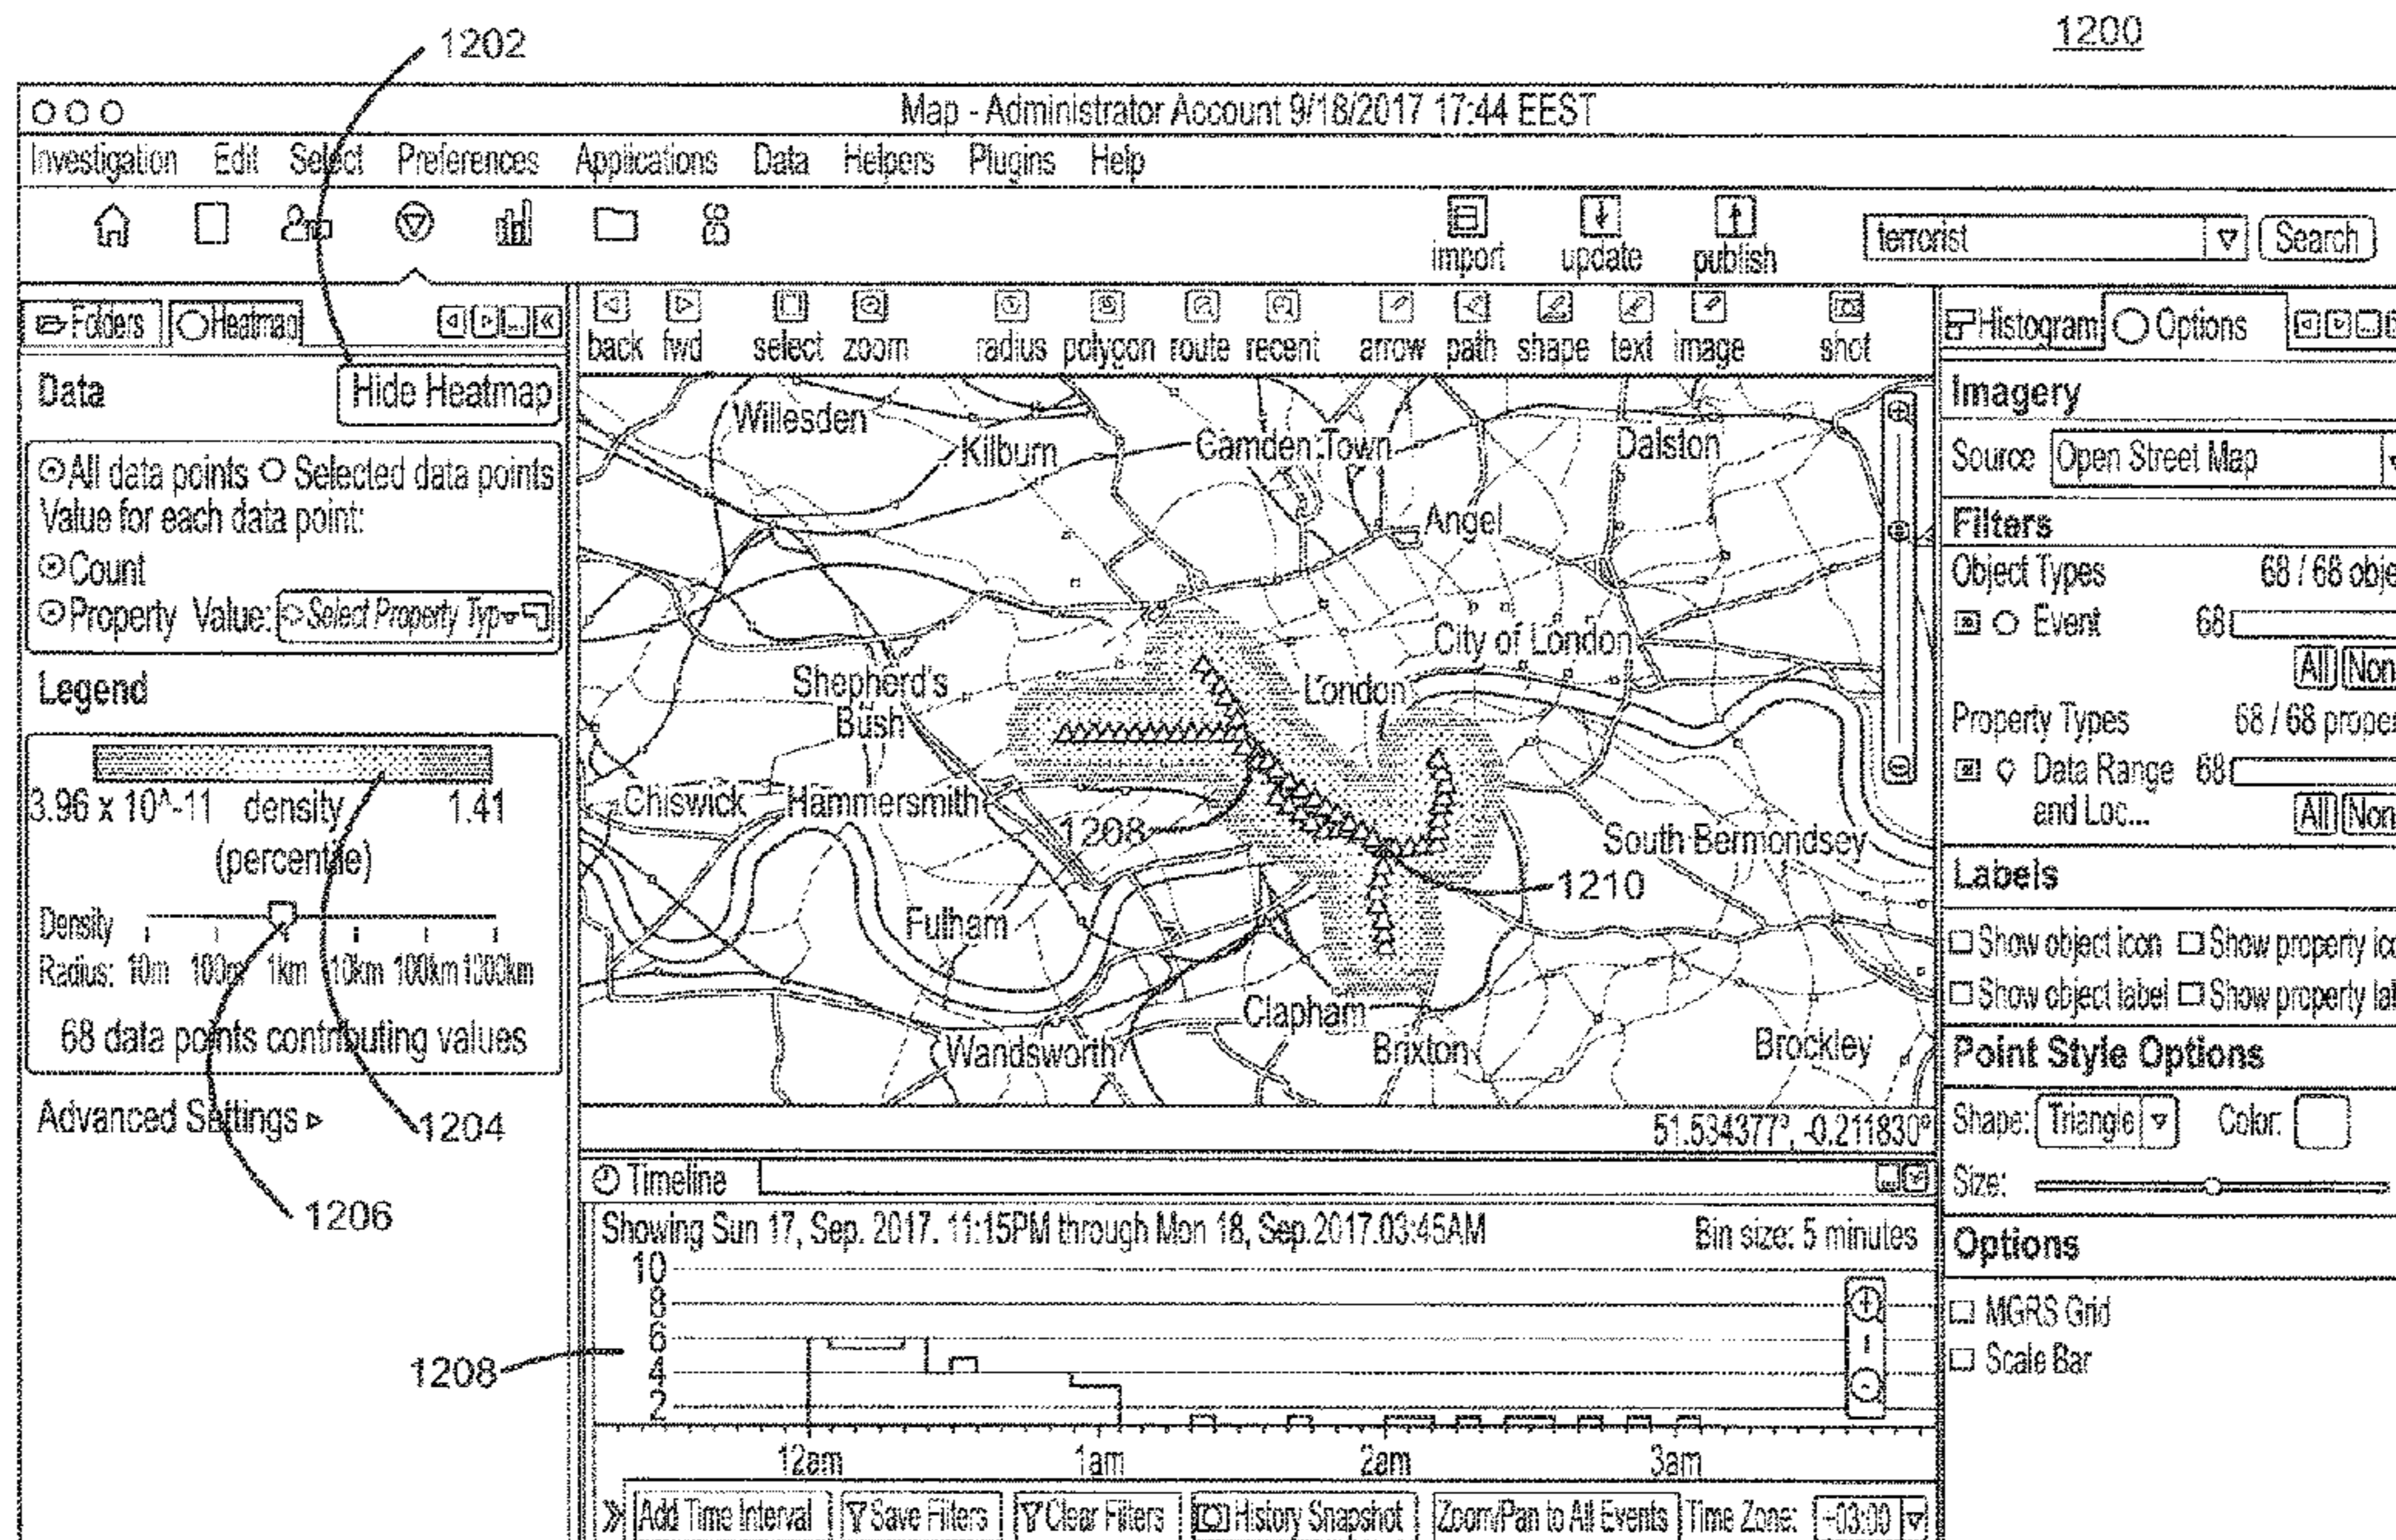 1200
1202
Map - Administrator Account 9/18/2017 17:44 EEST
Investigation Edit Select Preferences Applications Data Helpers Plugins Help
import update publish
terrorist Search
Folders Heatmap
back fwd select zoom radius polygon route recent arrow path shape text image shot
Histogram Options
Data Hide Heatmap
All data points Selected data points
Value for each data point:
Count
Property Value: Select Property Typ
Legend
3.96 x 10^-11 density 1.41
(percentile)
Density
Radius: 10m 100m 1km 10km 100km 1000km
68 data points contributing values
Advanced Settings
1204
1206
Willesden
Kilburn
Camden Town
Dalston
Angel
City of London
London
Shepherd's
Bush
Chiswick
Hammersmith
1208
South Bermondsey
1210
Fulham
Clapham
Wandsworth
Brixton
Brockley
51.534377°, -0.211830°
Imagery
Source Open Street Map
Filters
Object Types 68 / 68 obje
Event 68
All Non
Property Types 68 / 68 proper
Data Range 68
and Loc...
All Non
Labels
Show object icon Show property ico
Show object label Show property lab
Point Style Options
Shape: Triangle Color:
Size:
Options
MGRS Grid
Scale Bar
Timeline
Showing Sun 17, Sep. 2017. 11:15PM through Mon 18, Sep.2017.03:45AM Bin size: 5 minutes
10
8
6
4
2
1208
12am 1am 2am 3am
Add Time Interval Save Filters Clear Filters History Snapshot Zoom/Pan to All Events Time Zone: +03:00